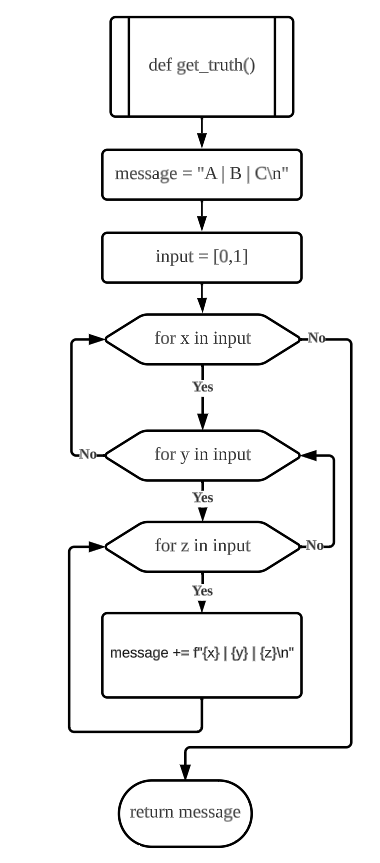 def get_truth()
message = "A | B | C\n"
input = [0,1]
for x in input
No
Yes
for y in input
No
Yes
for z in input
No
Yes
message += f"{x} | {y} | {z}\n"
return message